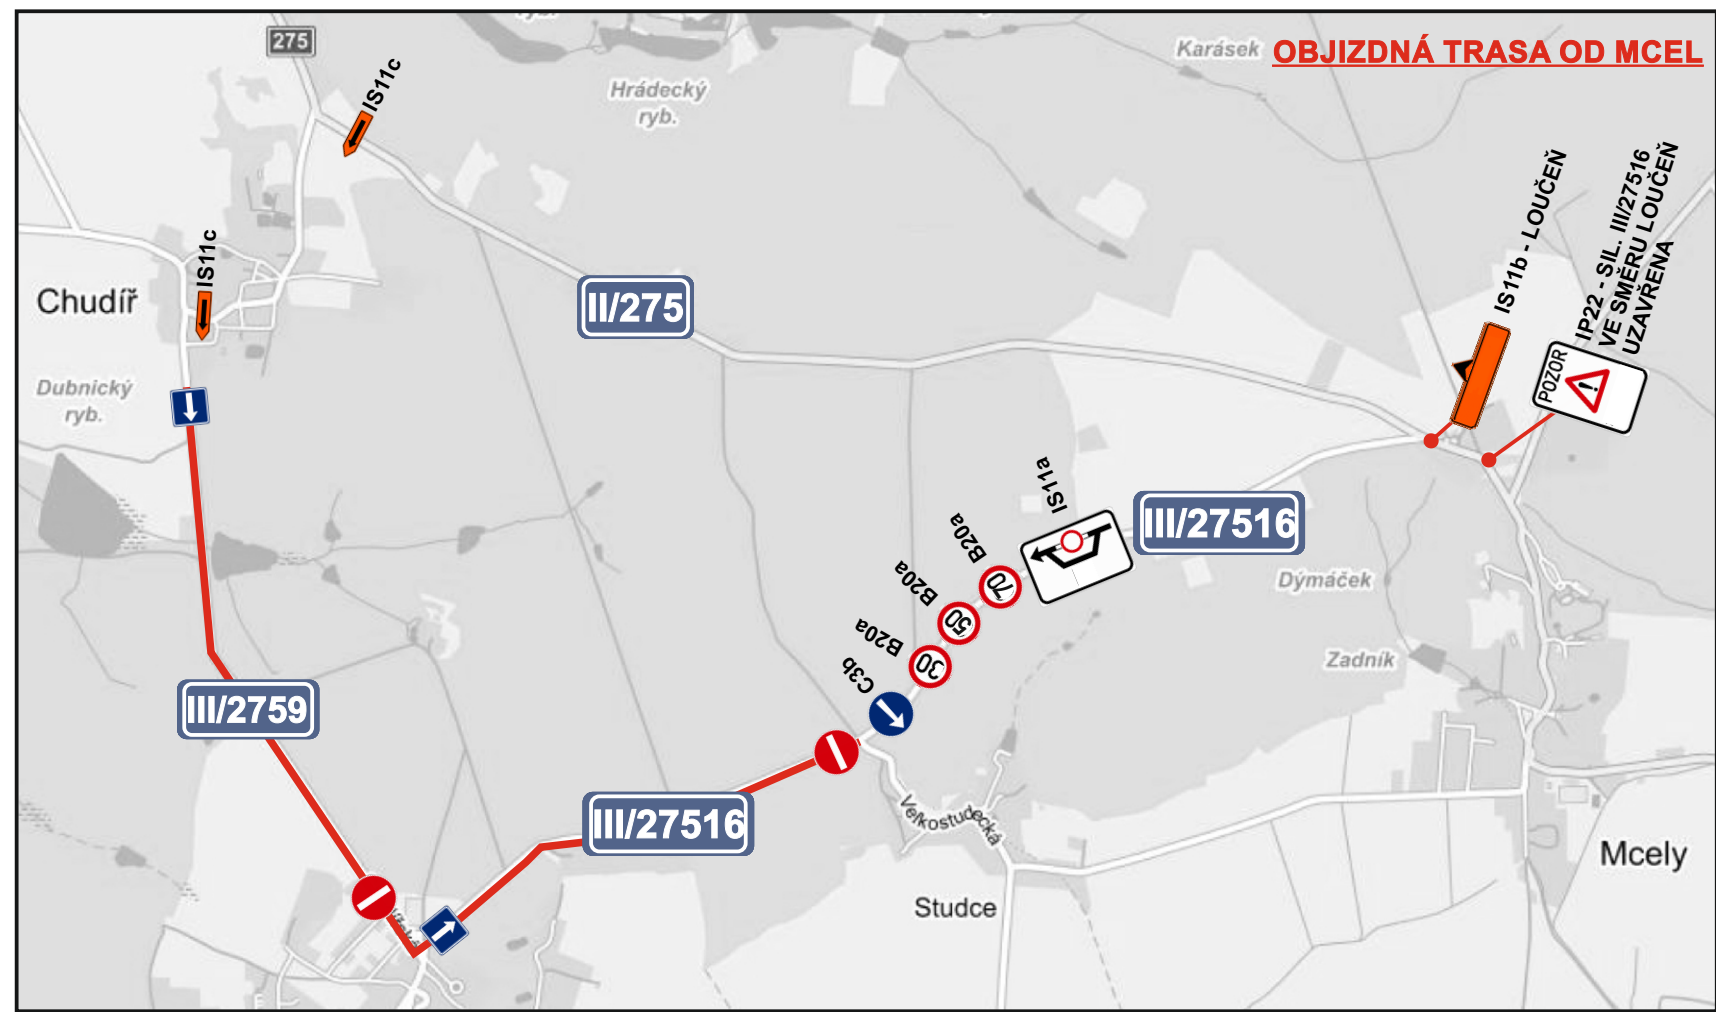 ryb.
275
OBJIZDNÁ TRASA OD MCEL
Karásek
IS11c
Hrádecký
ryb.
IS11b - LOUČEŇ
IP22 - SIL. III/27516
VE SMĚRU LOUČEŇ
UZAVŘENA
IS11c
Chudíř
II/275
POZOR
Dubnický
ryb.
IS11a
III/27516
B20a
70
Dýmáček
B20a
50
B20a
30
Zadník
C3b
III/2759
III/27516
Veľkostudecká
Mcely
Studce